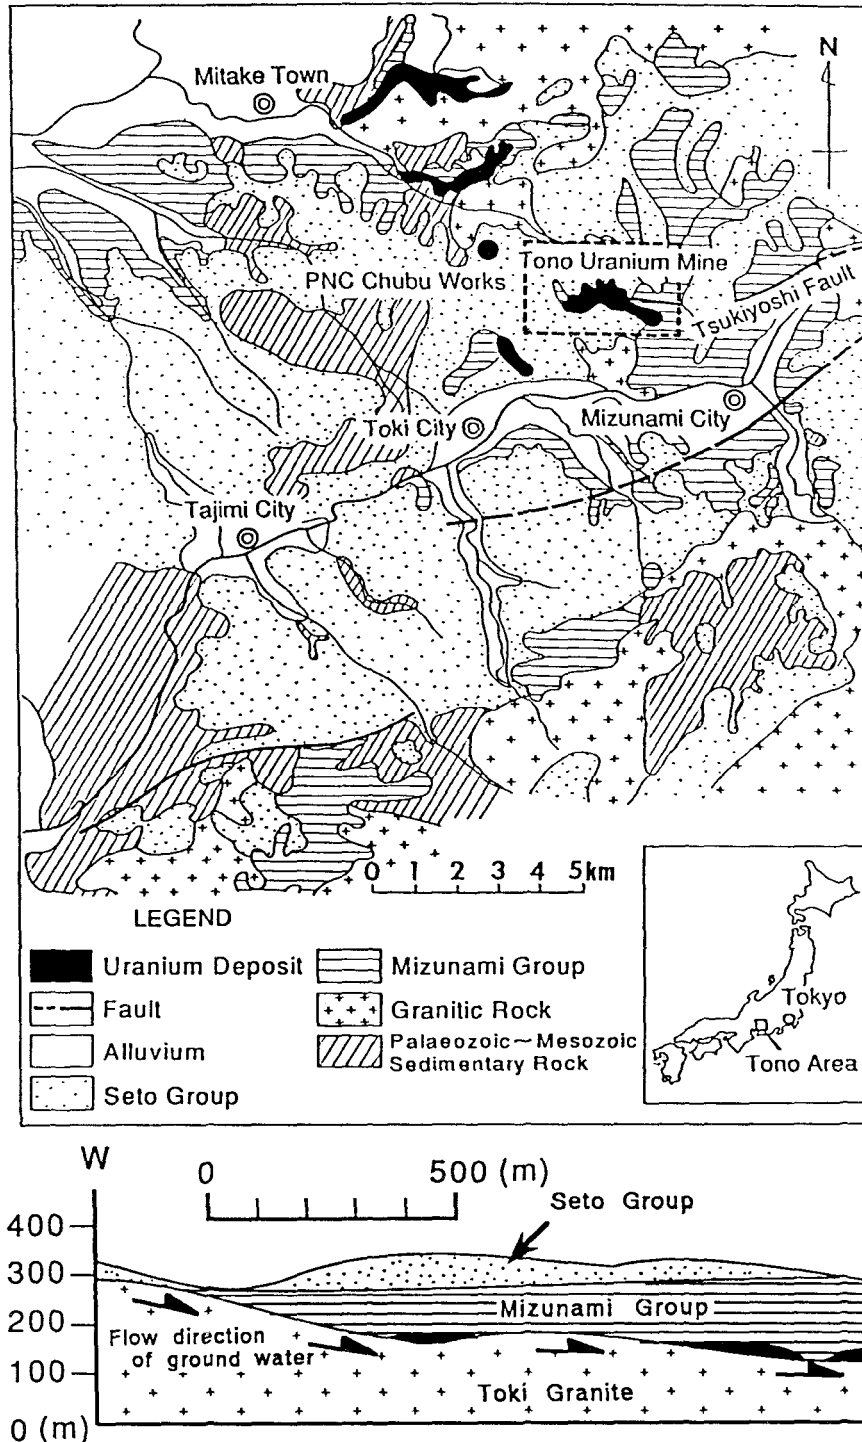 N
Mitake Town
Tono Uranium Mine
PNC Chubu Works
Tsukiyoshi Fault
Toki City
Mizunami City
Tajimi City
0 1 2 3 4 5km
LEGEND
Uranium Deposit
Fault
Alluvium
Seto Group
Mizunami Group
Granitic Rock
Palaeozoic~Mesozoic
Sedimentary Rock
Tokyo
Tono Area
W
0 500 (m)
Seto Group
400
300
200
100
0 (m)
Mizunami Group
Flow direction
of ground water
Toki Granite